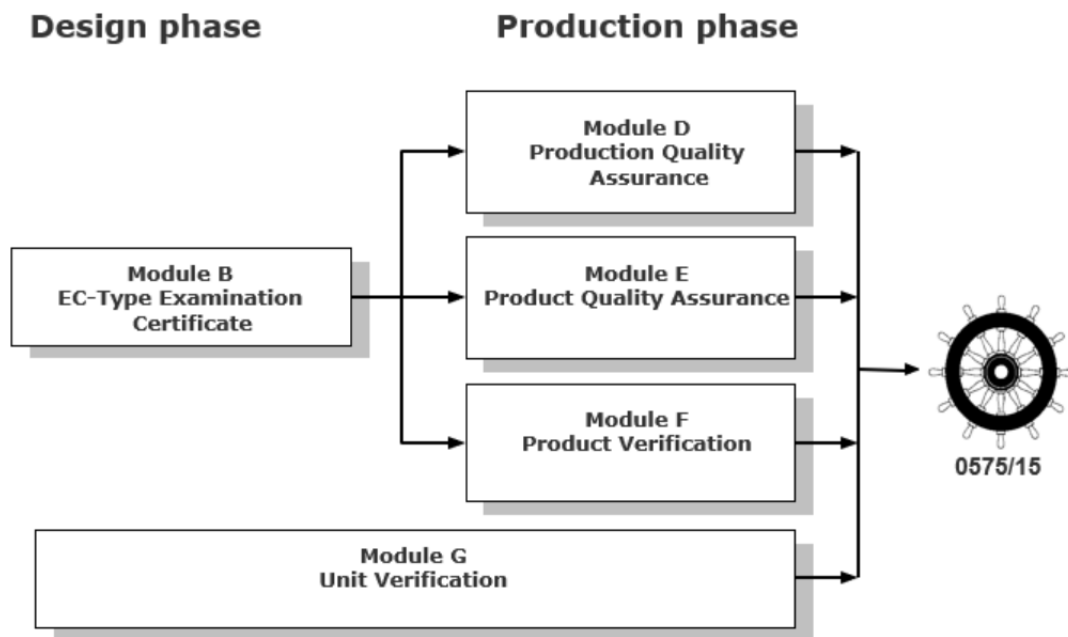 Design phase
Production phase
Module D
Production Quality
Assurance
Module B
EC-Type Examination
Certificate
Module E
Product Quality Assurance
Module F
Product Verification
0575/15
Module G
Unit Verification